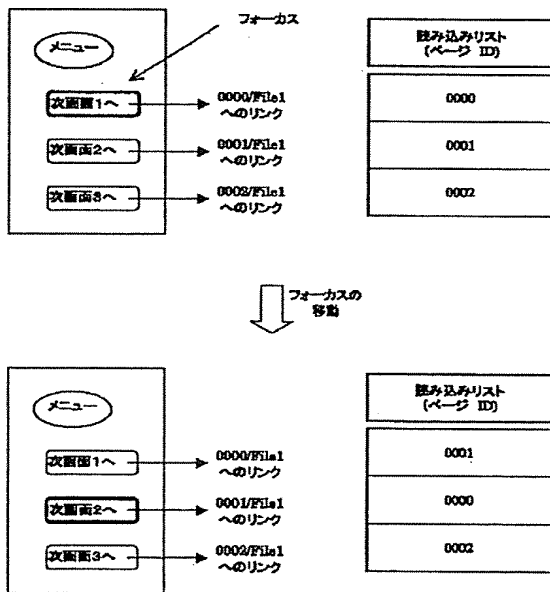 フォーカス
メニュー
次画面1へ
0000/File1
へのリンク
次画面2へ
0001/File1
へのリンク
次画面3へ
0002/File1
へのリンク
読み込みリスト
(ページ ID)
0000
0001
0002
フォーカスの
移動
メニュー
次画面1へ
0000/File1
へのリンク
次画面2へ
0001/File1
へのリンク
次画面3へ
0002/File1
へのリンク
読み込みリスト
(ページ ID)
0001
0000
0002